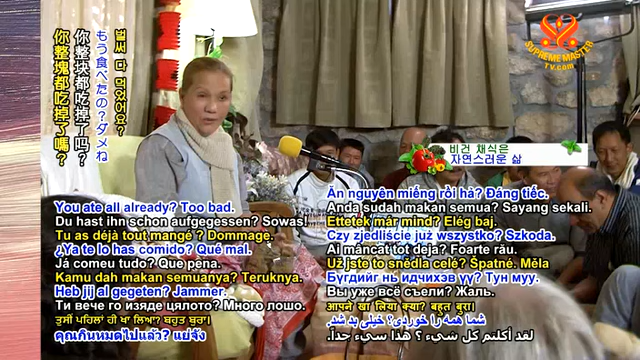 벌써 다 먹었어요?
もう食べたの？ダメね
你整块都吃掉了吗？
你整塊都吃掉了嗎？
SUPREME MASTER
TV.com
비건 채식은
자연스러운 삶
You ate all already? Too bad.
Du hast ihn schon aufgegessen? Sowas!
Tu as déjà tout mangé ? Dommage.
¿Ya te lo has comido? Qué mal.
Já comeu tudo? Que pena.
Kamu dah makan semuanya? Teruknya.
Heb jij al gegeten? Jammer
Ти вече го изяде цялото? Много лошо.
ਤੁਸੀਂ ਪਹਿਲਾਂ ਹੀ ਖਾ ਲਿਆ? ਬਹੁਤ ਬੁਰਾ।
คุณกินหมดไปแล้ว? แย่จัง
Ăn nguyên miếng rồi hả? Đáng tiếc.
Anda sudah makan semua? Sayang sekali.
Ettetek már mind? Elég baj.
Czy zjedliście już wszystko? Szkoda.
Ai mâncat tot deja? Foarte rău.
Už jste to snědla celé? Špatné. Měla
Бүгдийг нь идчихэв үү? Тун муу.
Вы уже всё съели? Жаль.
आपने खा लिया क्या? बहुत बुरा।
شما همه را خوردی؟ خیلی بد شد.
لقد أكلتم كل شيء ؟ هذا سيء جداً.